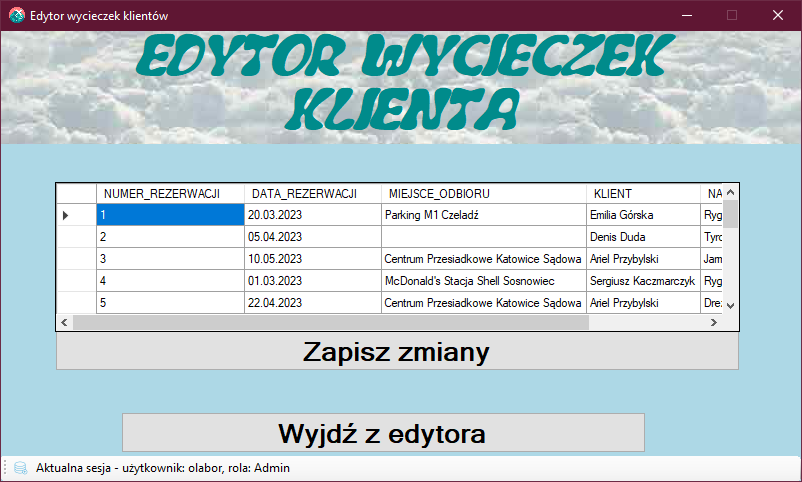 Edytor wycieczek klientów
EDYTOR WYCIECZEK
KLIENTA
NUMER_REZERWACJI DATA_REZERWACJI MIEJSCE_ODBIORU KLIENT NA
1 20.03.2023 Parking M1 Czeladź Emilia Górska Ryg
2 05.04.2023 Denis Duda Tyro
3 10.05.2023 Centrum Przesiadkowe Katowice Sądowa Ariel Przybylski Jam
4 01.03.2023 McDonald's Stacja Shell Sosnowiec Sergiusz Kaczmarczyk Ryg
5 22.04.2023 Centrum Przesiadkowe Katowice Sądowa Ariel Przybylski Drez
Zapisz zmiany
Wyjdź z edytora
Aktualna sesja - użytkownik: olabor, rola: Admin